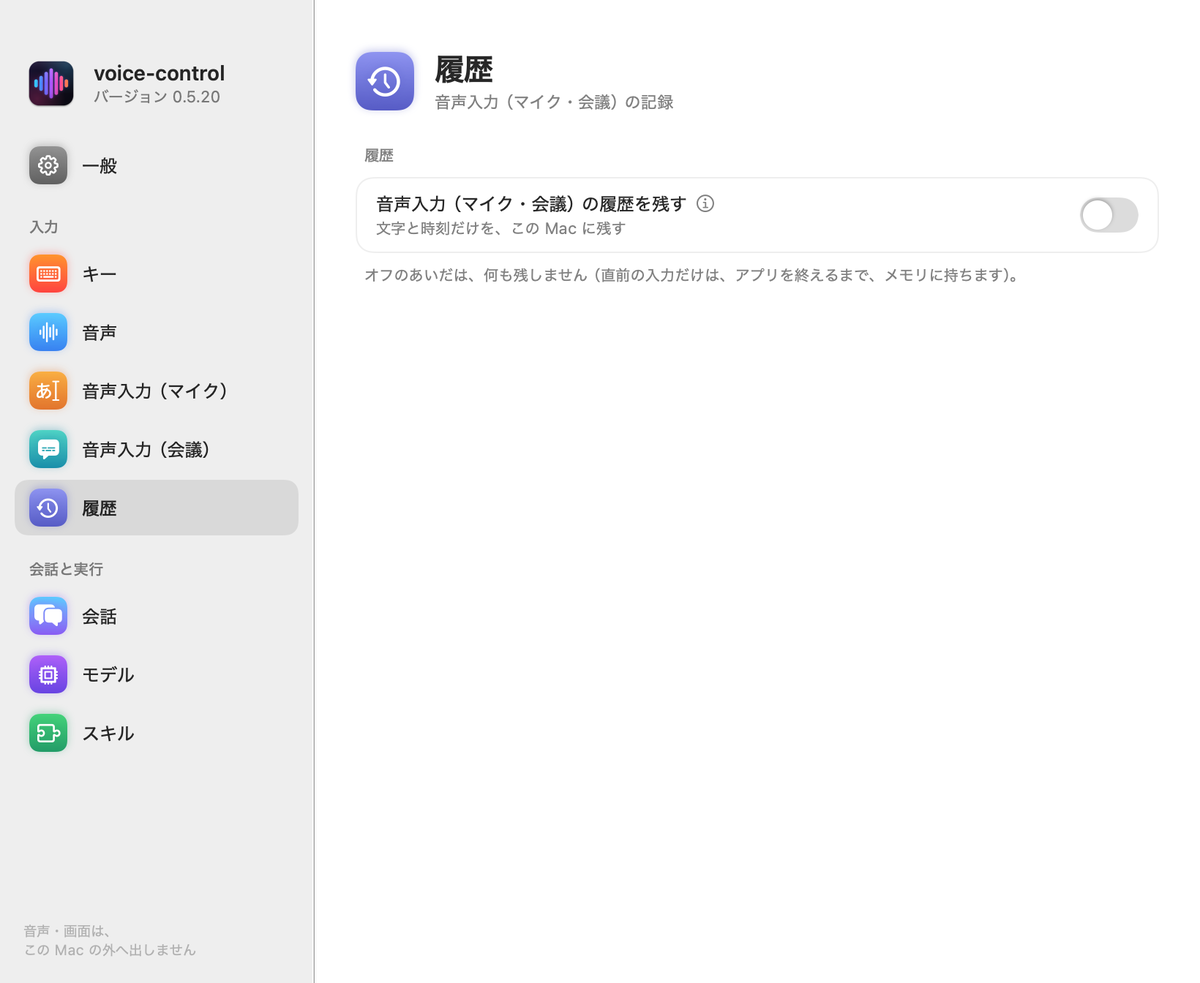 voice-control
バージョン 0.5.20
一般
入力
キー
音声
あ
音声入力（マイク）
音声入力（会議）
履歴
会話と実行
会話
モデル
スキル
音声・画面は、
この Mac の外へ出しません
履歴
音声入力（マイク・会議）の記録
履歴
音声入力（マイク・会議）の履歴を残す
文字と時刻だけを、この Mac に残す
オフのあいだは、何も残しません（直前の入力だけは、アプリを終えるまで、メモリに持ちます）。